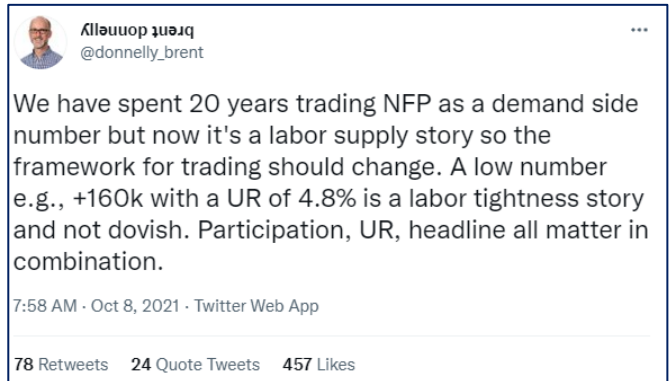 brent donnelly
@donnelly_brent
We have spent 20 years trading NFP as a demand side
number but now it's a labor supply story so the
framework for trading should change. A low number
e.g., +160k with a UR of 4.8% is a labor tightness story
and not dovish. Participation, UR, headline all matter in
combination.
7:58 AM · Oct 8, 2021 · Twitter Web App
78 Retweets 24 Quote Tweets 457 Likes